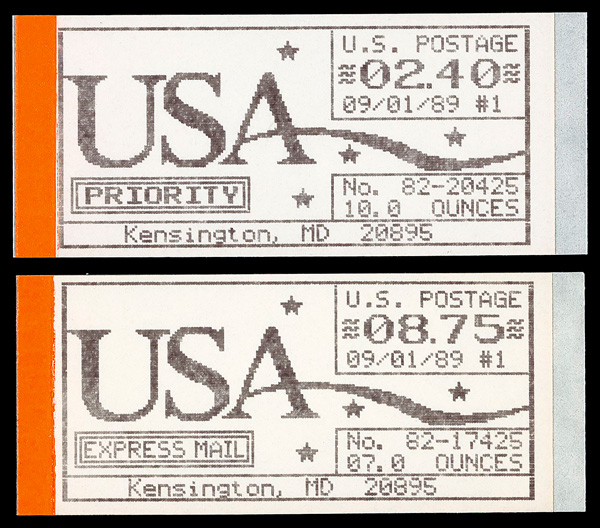 U.S. POSTAGE
≈02.40≈
USA
09/01/89 #1
PRIORITY
No. 82-20425
10.0 OUNCES
Kensington, MD 20895
U.S. POSTAGE
≈08.75≈
USA
09/01/89 #1
EXPRESS MAIL
No. 82-17425
07.0 OUNCES
Kensington, MD 20895